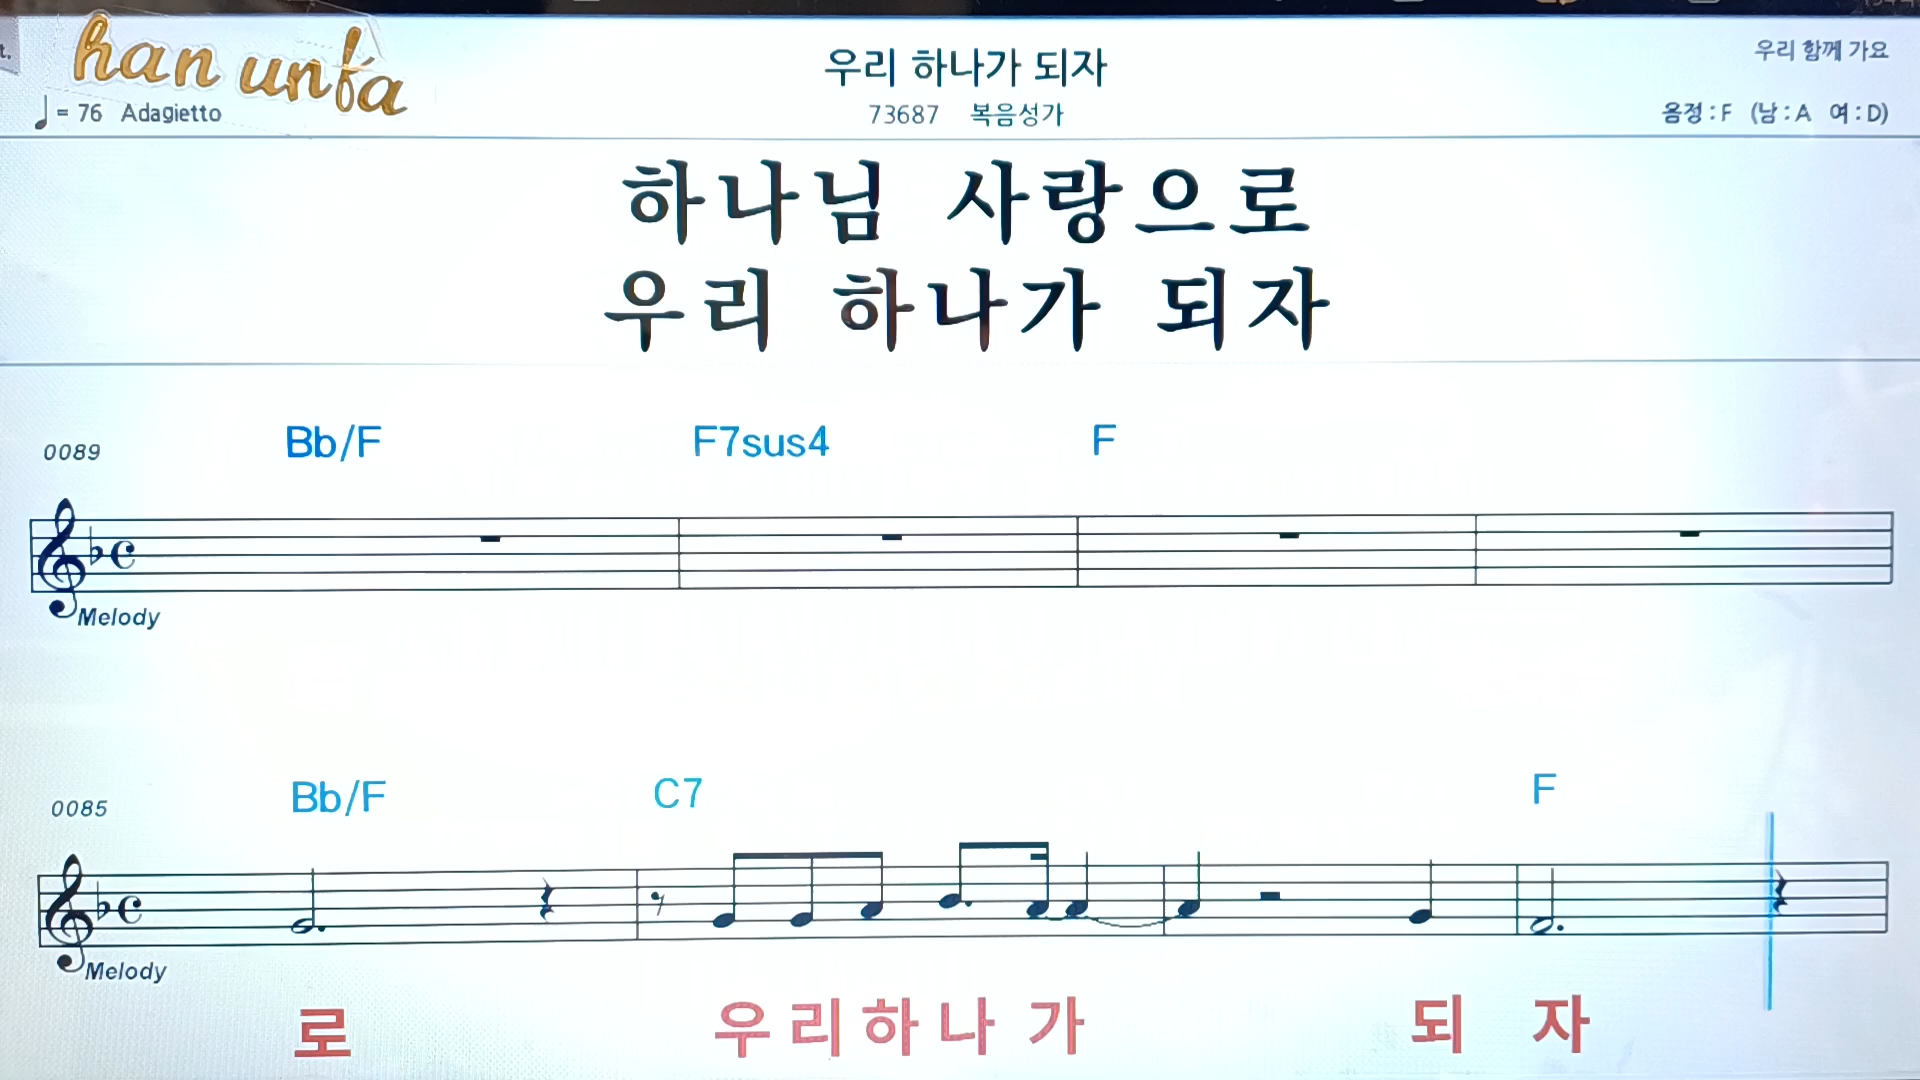 t.
han unfa
우리 하나가 되자
우리 함께 가요
= 76 Adagietto
73687 복음성가
음정 : F (남 : A 여 : D)
하나님 사랑으로
우리 하나가 되자
0089 Bb/F F7sus4 F
Melody
0085 Bb/F C7 F
Melody
로 우리하나 가 되 자